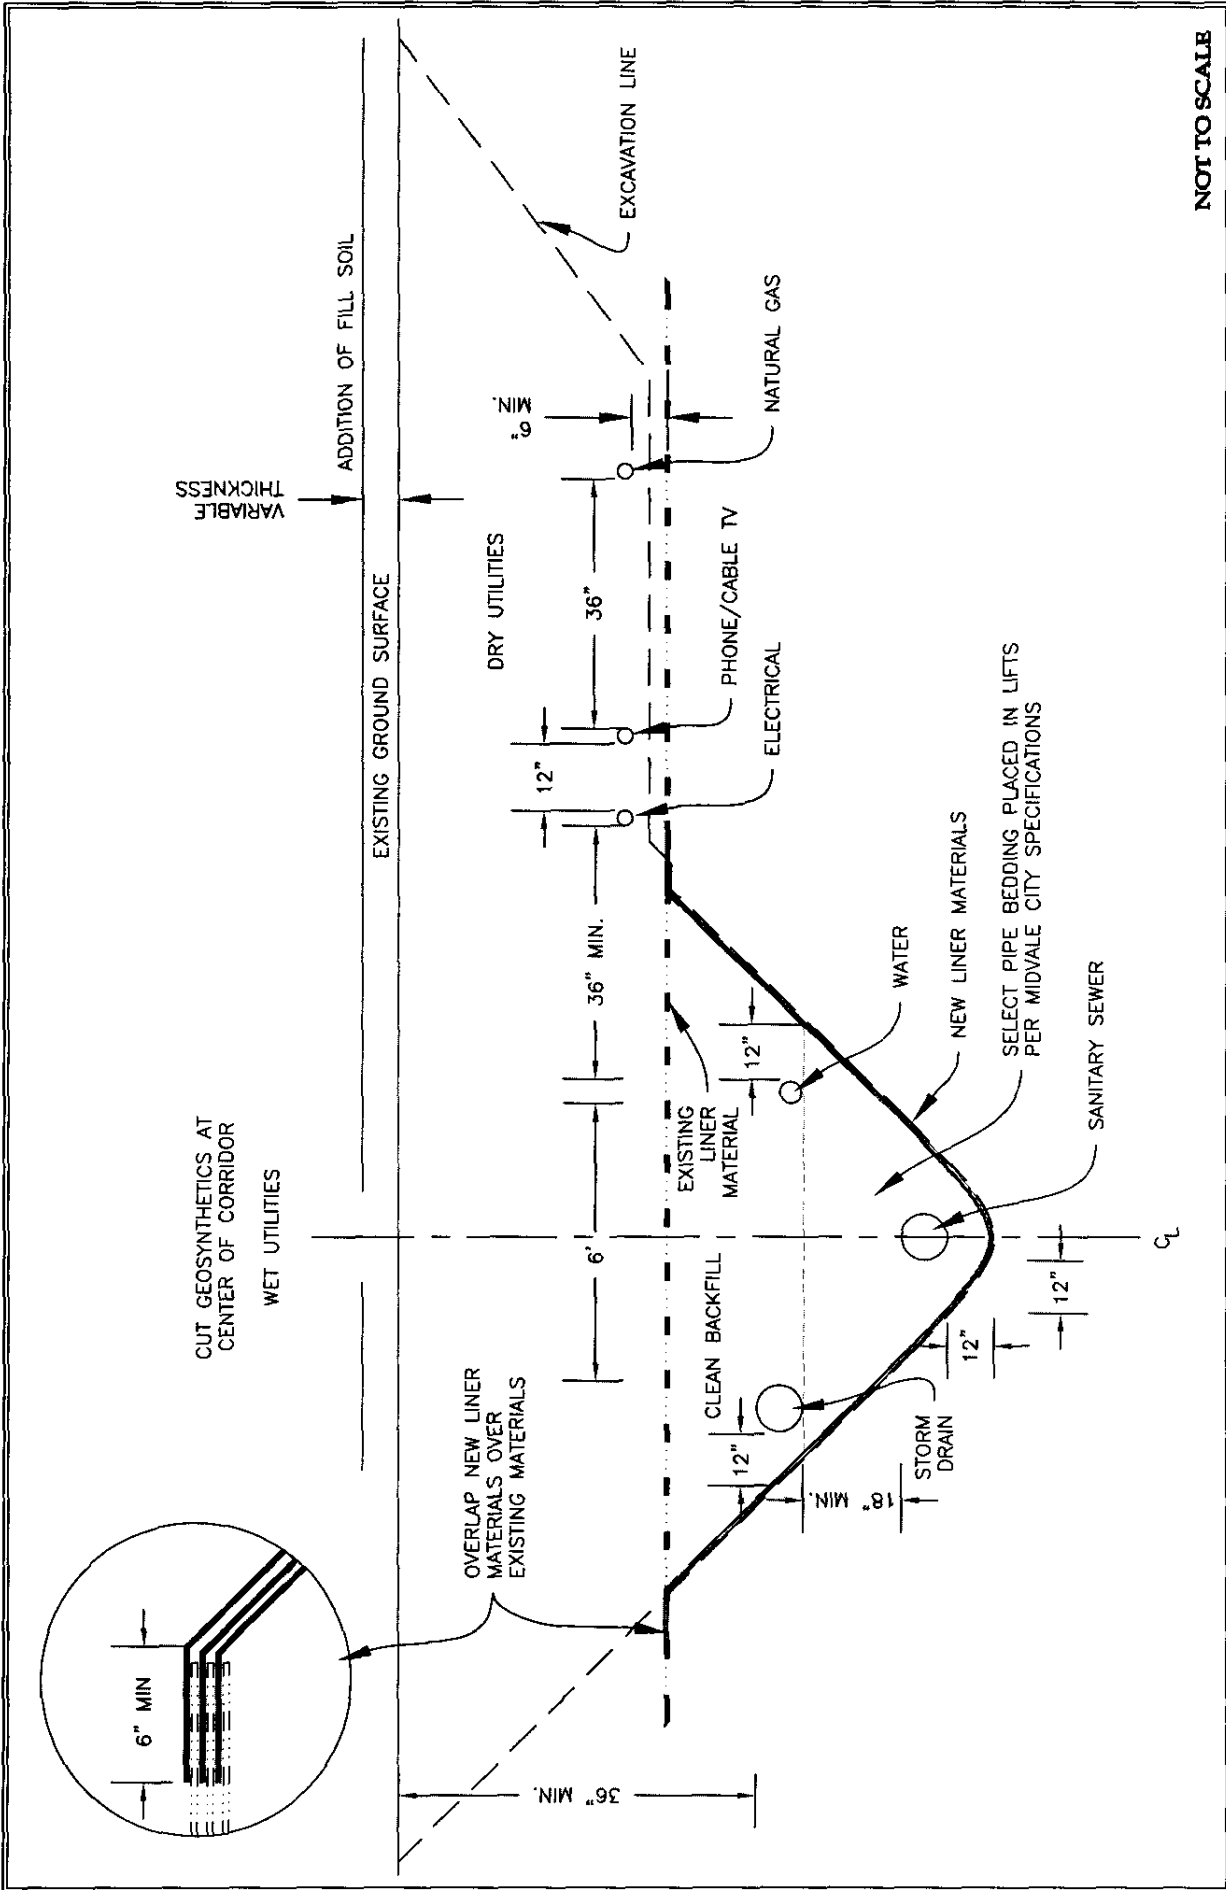 CUT GEOSYNTHETICS AT
CENTER OF CORRIDOR
WET UTILITIES
VARIABLE
THICKNESS
ADDITION OF FILL SOIL
EXISTING GROUND SURFACE
6" MIN
OVERLAP NEW LINER
MATERIALS OVER
EXISTING MATERIALS
DRY UTILITIES
EXCAVATION LINE
36" MIN.
6'
36" MIN.
12"
36"
6"
MIN.
NATURAL GAS
PHONE/CABLE TV
ELECTRICAL
EXISTING
LINER
MATERIAL
CLEAN BACKFILL
12"
12"
WATER
18" MIN.
STORM
DRAIN
NEW LINER MATERIALS
SELECT PIPE BEDDING PLACED IN LIFTS
PER MIDVALE CITY SPECIFICATIONS
12"
12"
SANITARY SEWER
CL
NOT TO SCALE